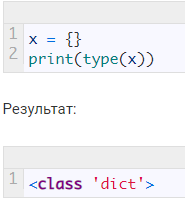 1 x = {}
2 print(type(x))
Результат:
1 <class 'dict'>